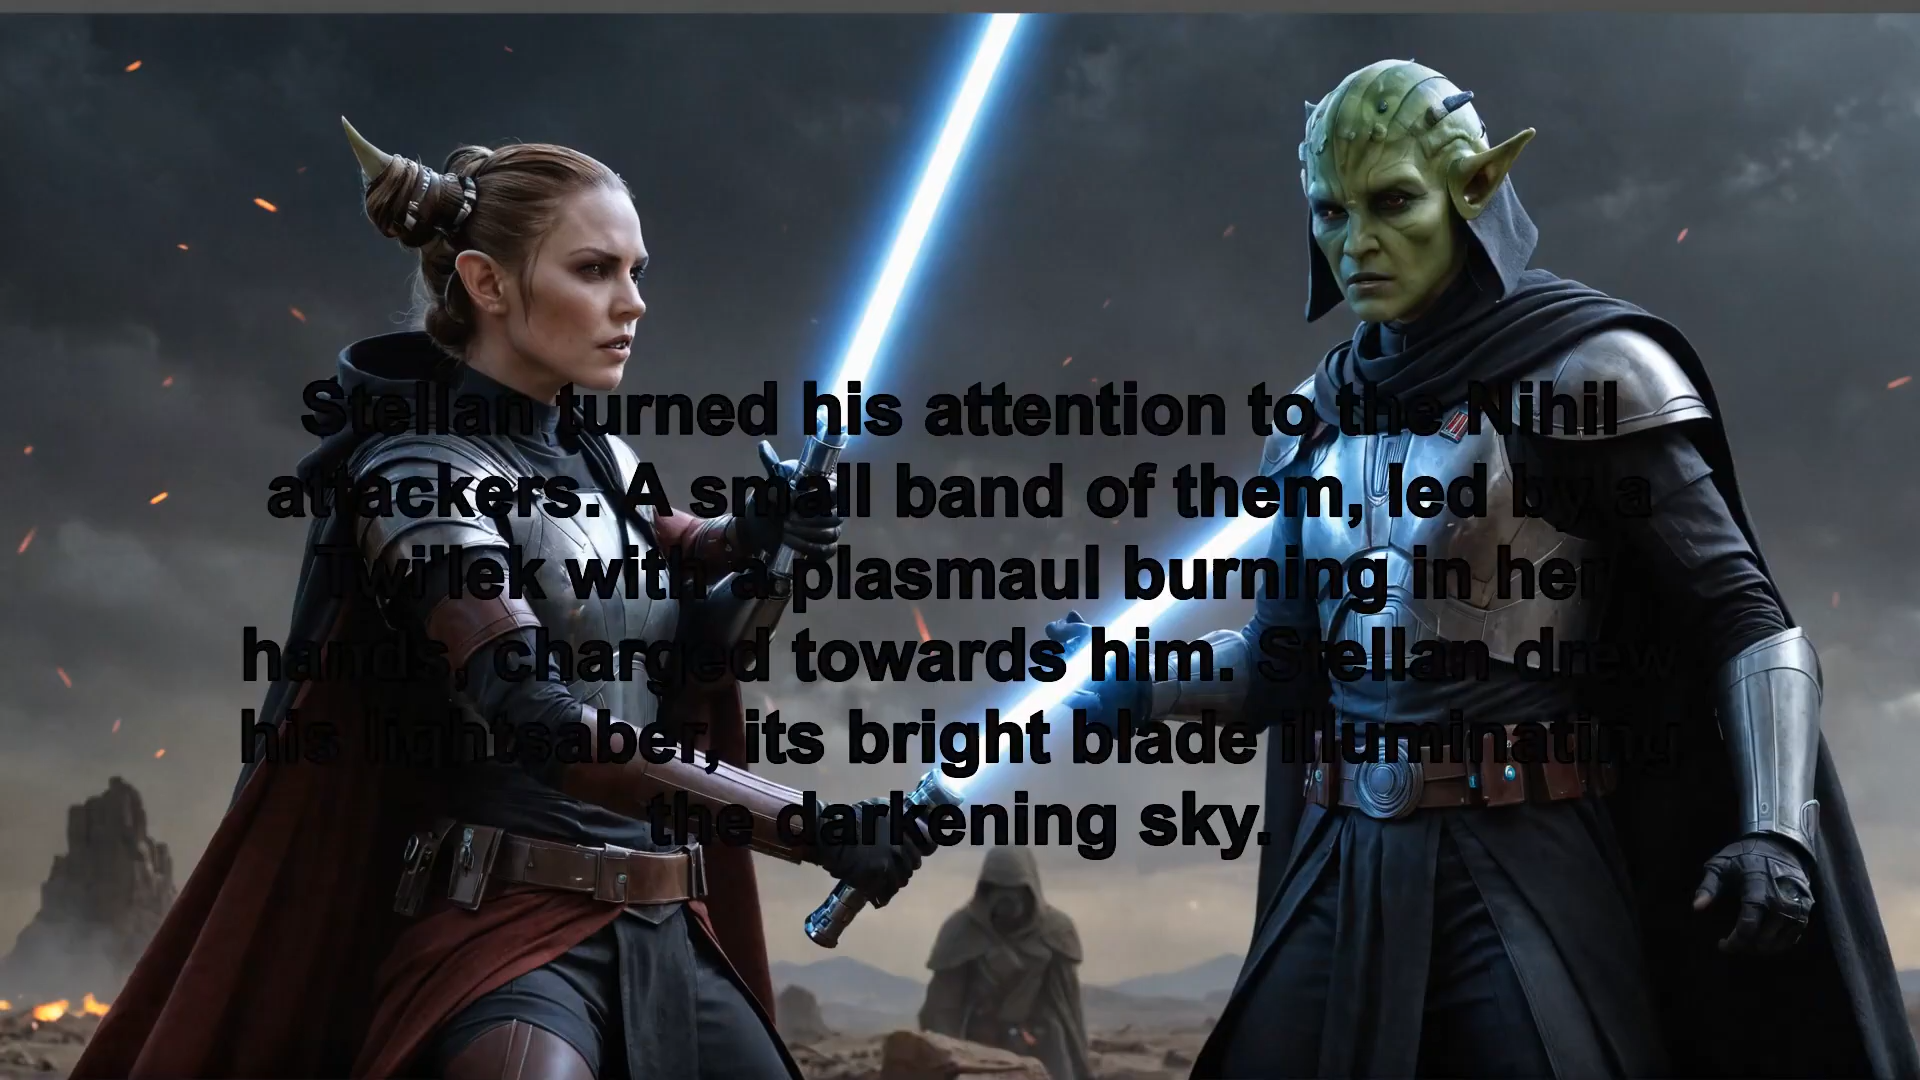 Stellan turned his attention to the Nihil
attackers. A small band of them, led by a
Twi'lek with a plasmaul burning in her
hands, charged towards him. Stellan drew
his lightsaber, its bright blade illuminating
the darkening sky.